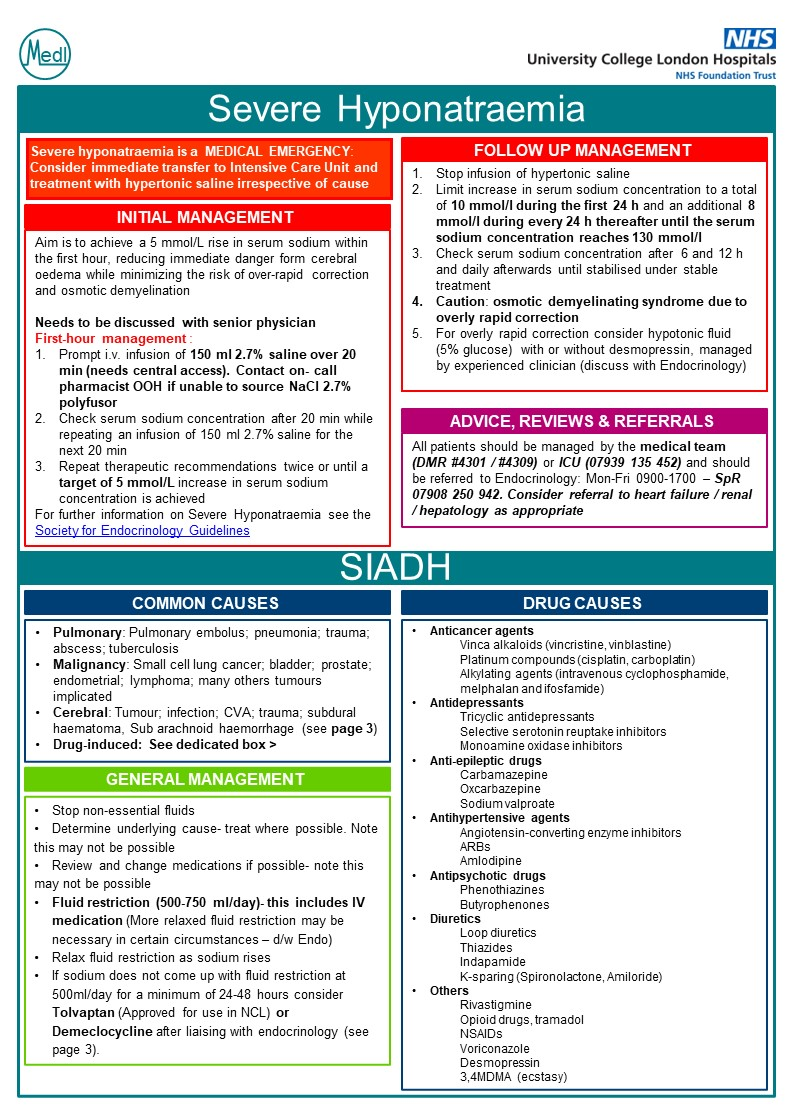 MedI
NHS
University College London Hospitals
NHS Foundation Trust
Severe Hyponatraemia
Severe hyponatraemia is a MEDICAL EMERGENCY:
Consider immediate transfer to Intensive Care Unit and
treatment with hypertonic saline irrespective of cause
INITIAL MANAGEMENT
Aim is to achieve a 5 mmol/L rise in serum sodium within
the first hour, reducing immediate danger form cerebral
oedema while minimizing the risk of over-rapid correction
and osmotic demyelination
Needs to be discussed with senior physician
First-hour management :
1. Prompt i.v. infusion of 150 ml 2.7% saline over 20
min (needs central access). Contact on- call
pharmacist OOH if unable to source NaCl 2.7%
polyfusor
2. Check serum sodium concentration after 20 min while
repeating an infusion of 150 ml 2.7% saline for the
next 20 min
3. Repeat therapeutic recommendations twice or until a
target of 5 mmol/L increase in serum sodium
concentration is achieved
For further information on Severe Hyponatraemia see the
Society for Endocrinology Guidelines
FOLLOW UP MANAGEMENT
1. Stop infusion of hypertonic saline
2. Limit increase in serum sodium concentration to a total
of 10 mmol/l during the first 24 h and an additional 8
mmol/l during every 24 h thereafter until the serum
sodium concentration reaches 130 mmol/l
3. Check serum sodium concentration after 6 and 12 h
and daily afterwards until stabilised under stable
treatment
4. Caution: osmotic demyelinating syndrome due to
overly rapid correction
5. For overly rapid correction consider hypotonic fluid
(5% glucose) with or without desmopressin, managed
by experienced clinician (discuss with Endocrinology)
ADVICE, REVIEWS & REFERRALS
All patients should be managed by the medical team
(DMR #4301 / #4309) or ICU (07939 135 452) and should
be referred to Endocrinology: Mon-Fri 0900-1700 – SpR
07908 250 942. Consider referral to heart failure / renal
/ hepatology as appropriate
SIADH
COMMON CAUSES
• Pulmonary: Pulmonary embolus; pneumonia; trauma;
abscess; tuberculosis
• Malignancy: Small cell lung cancer; bladder; prostate;
endometrial; lymphoma; many others tumours
implicated
• Cerebral: Tumour; infection; CVA; trauma; subdural
haematoma, Sub arachnoid haemorrhage (see page 3)
• Drug-induced: See dedicated box >
GENERAL MANAGEMENT
• Stop non-essential fluids
• Determine underlying cause- treat where possible. Note
this may not be possible
• Review and change medications if possible- note this
may not be possible
• Fluid restriction (500-750 ml/day)- this includes IV
medication (More relaxed fluid restriction may be
necessary in certain circumstances – d/w Endo)
• Relax fluid restriction as sodium rises
• If sodium does not come up with fluid restriction at
500ml/day for a minimum of 24-48 hours consider
Tolvaptan (Approved for use in NCL) or
Demeclocycline after liaising with endocrinology (see
page 3).
DRUG CAUSES
• Anticancer agents
Vinca alkaloids (vincristine, vinblastine)
Platinum compounds (cisplatin, carboplatin)
Alkylating agents (intravenous cyclophosphamide,
melphalan and ifosfamide)
• Antidepressants
Tricyclic antidepressants
Selective serotonin reuptake inhibitors
Monoamine oxidase inhibitors
• Anti-epileptic drugs
Carbamazepine
Oxcarbazepine
Sodium valproate
• Antihypertensive agents
Angiotensin-converting enzyme inhibitors
ARBs
Amlodipine
• Antipsychotic drugs
Phenothiazines
Butyrophenones
• Diuretics
Loop diuretics
Thiazides
Indapamide
K-sparing (Spironolactone, Amiloride)
• Others
Rivastigmine
Opioid drugs, tramadol
NSAIDs
Voriconazole
Desmopressin
3,4MDMA (ecstasy)